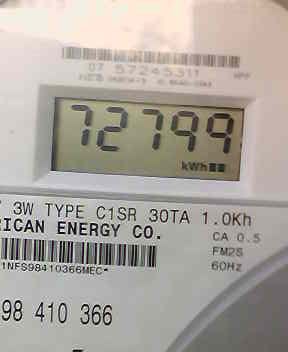 07 57245311
72799
kWh
3W TYPE C1SR 30TA 1.0Kh
RICAN ENERGY CO.
CA 0.5
FM2S
1NFS98410366MEC*
60Hz
98 410 366